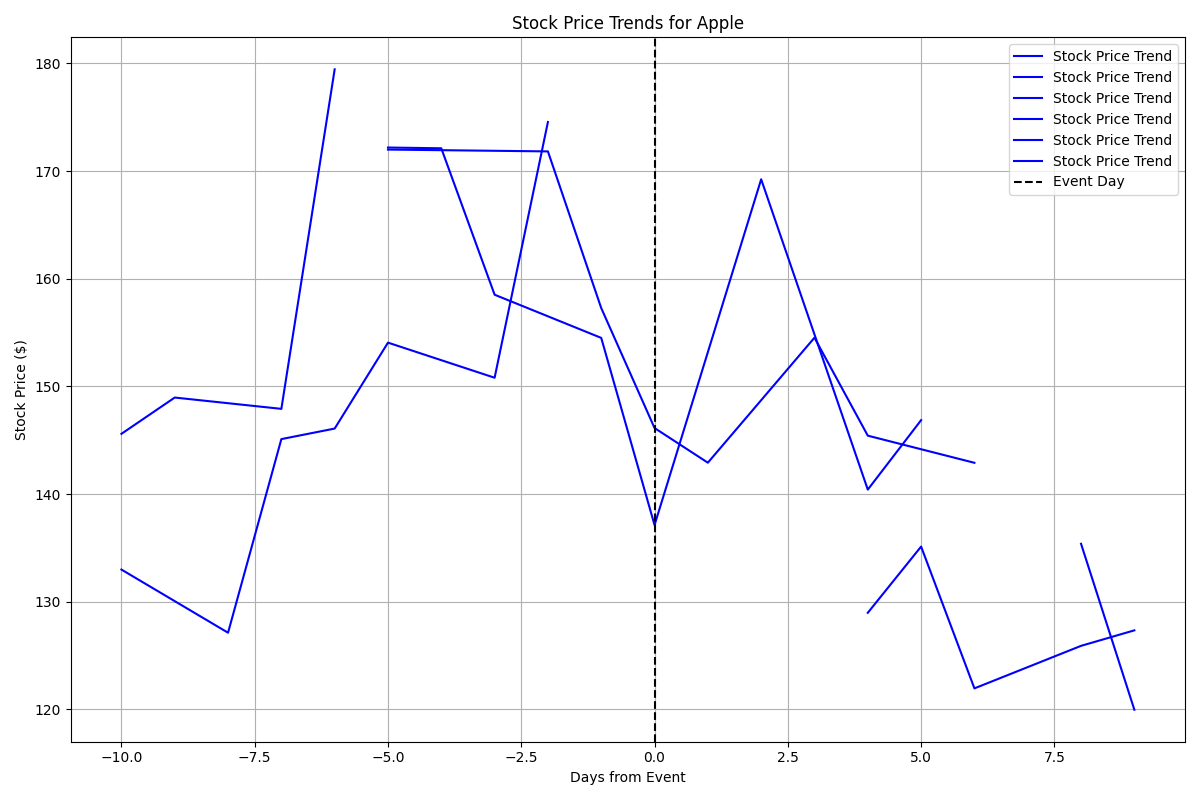 Stock Price Trends for Apple
Stock Price Trend
Stock Price Trend
Stock Price Trend
Stock Price Trend
Stock Price Trend
Stock Price Trend
Event Day
Stock Price ($)
180
170
160
150
140
130
120
−10.0 −7.5 −5.0 −2.5 0.0 2.5 5.0 7.5
Days from Event